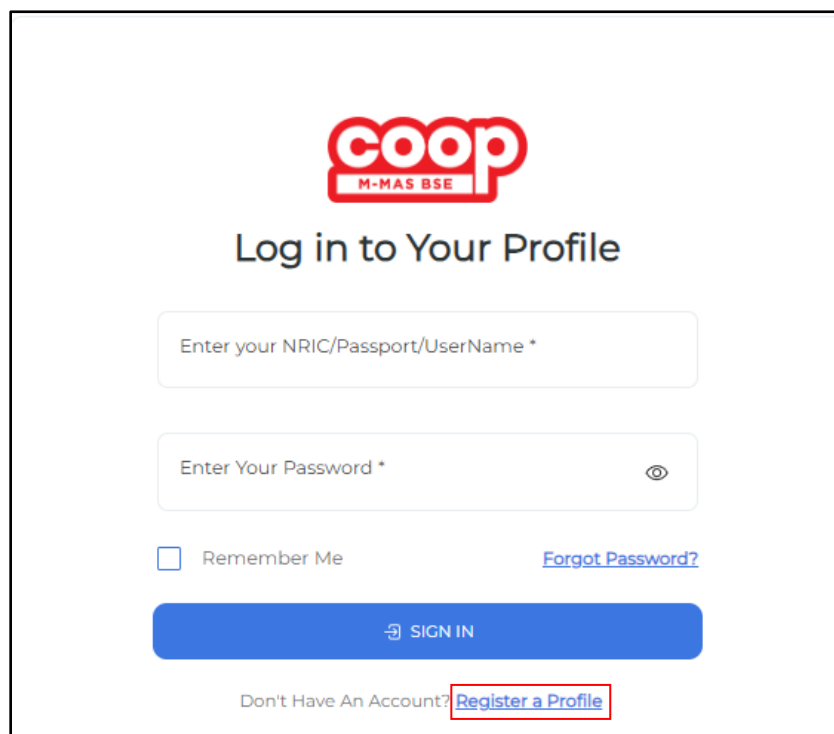 coop
M-MAS BSE
Log in to Your Profile
Enter your NRIC/Passport/UserName *
Enter Your Password *
Remember Me Forgot Password?
SIGN IN
Don't Have An Account? Register a Profile